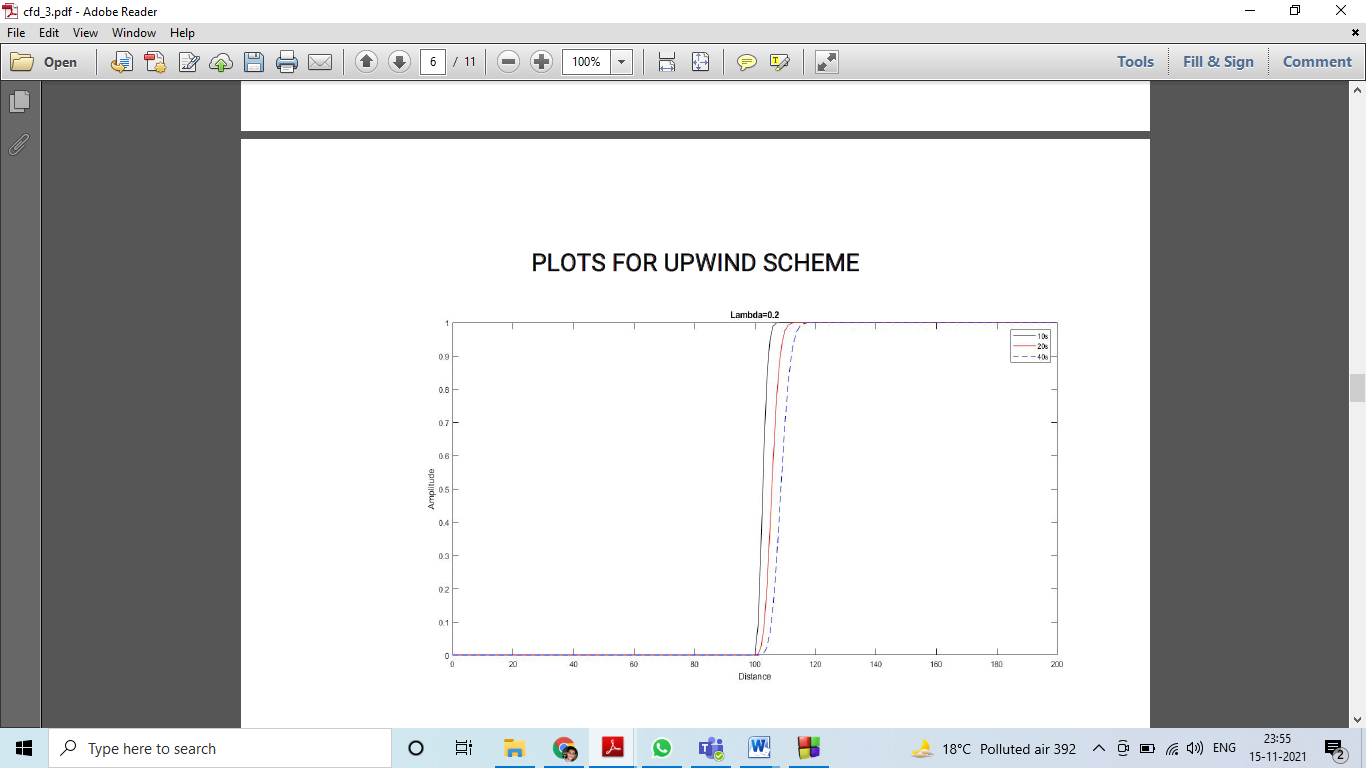 cfd_3.pdf - Adobe Reader
File Edit View Window Help
Open 6 / 11 100% Tools Fill & Sign Comment
PLOTS FOR UPWIND SCHEME
Lambda=0.2
10s
20s
40s
1
0.9
0.8
0.7
0.6
0.5
0.4
0.3
0.2
0.1
0
Amplitude
0 20 40 60 80 100 120 140 160 180 200
Distance
Type here to search
18°C Polluted air 392
ENG
23:55
15-11-2021
2